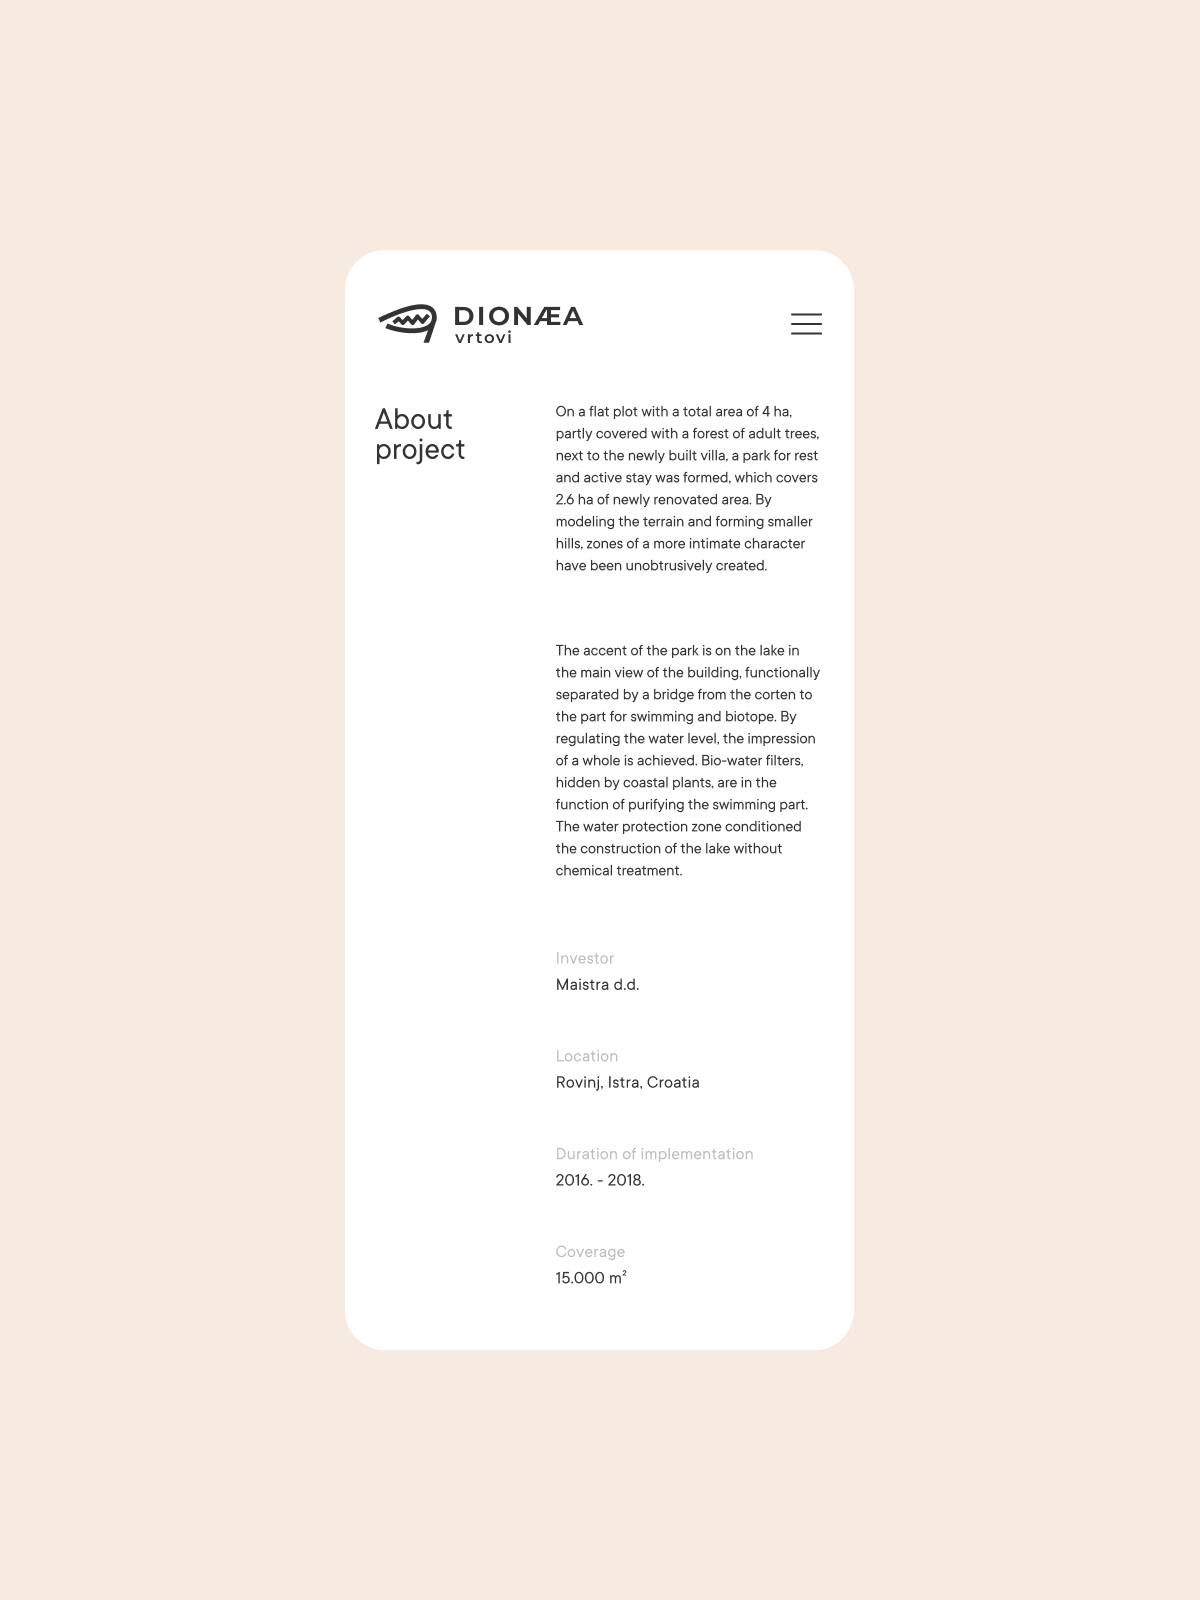 DIONÆA
vrtovi
About
project
On a flat plot with a total area of 4 ha,
partly covered with a forest of adult trees,
next to the newly built villa, a park for rest
and active stay was formed, which covers
2.6 ha of newly renovated area. By
modeling the terrain and forming smaller
hills, zones of a more intimate character
have been unobtrusively created.
The accent of the park is on the lake in
the main view of the building, functionally
separated by a bridge from the corten to
the part for swimming and biotope. By
regulating the water level, the impression
of a whole is achieved. Bio-water filters,
hidden by coastal plants, are in the
function of purifying the swimming part.
The water protection zone conditioned
the construction of the lake without
chemical treatment.
Investor
Maistra d.d.
Location
Rovinj, Istra, Croatia
Duration of implementation
2016. - 2018.
Coverage
15.000 m²